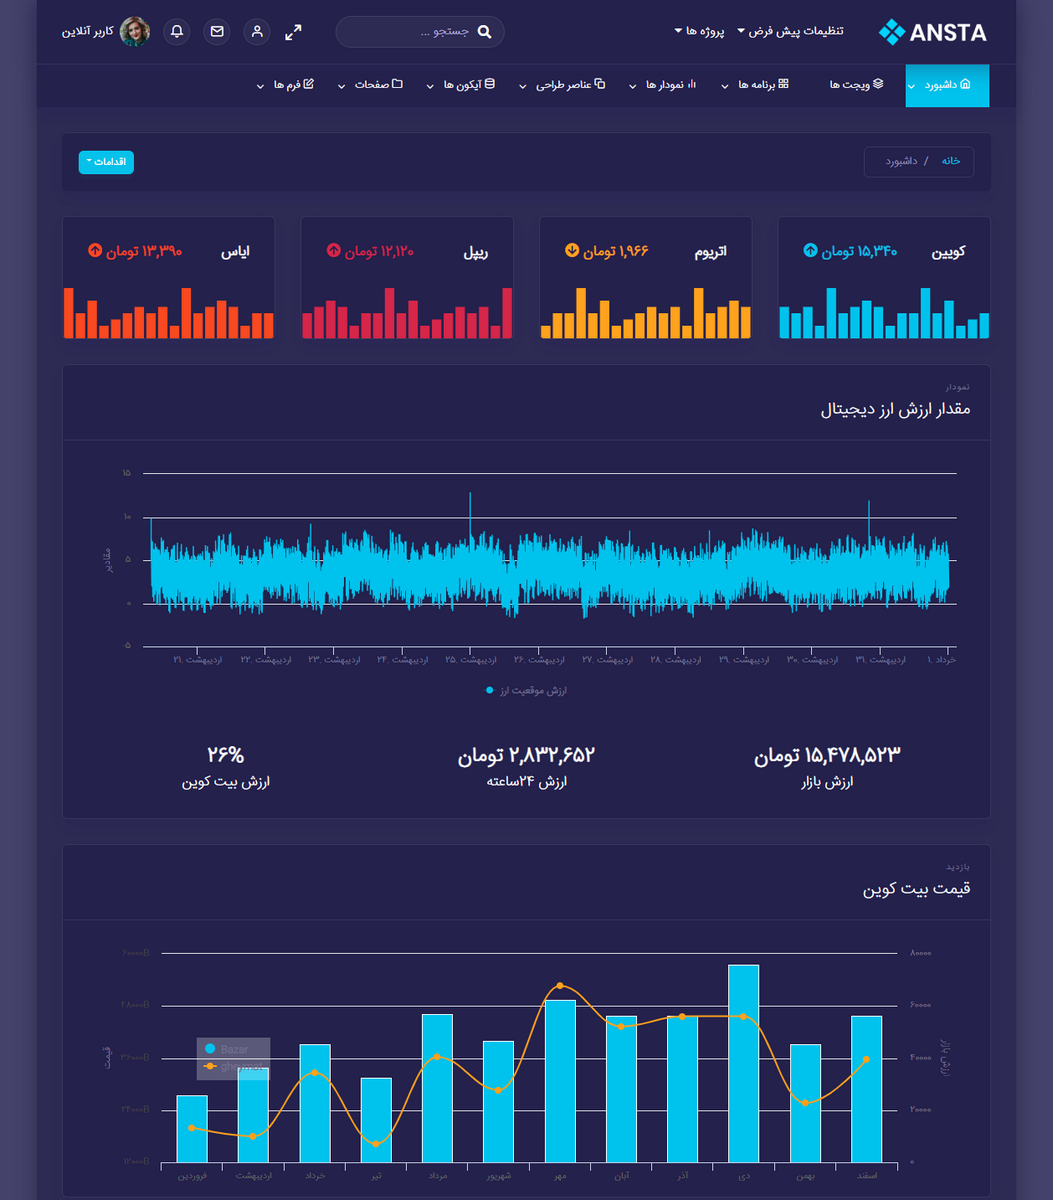 ANSTA
تنظیمات پیش فرض
پروژه ها
جستجو ...
کاربر آنلاین
داشبورد
ویجت ها
برنامه ها
نمودار ها
عناصر طراحی
آیکون ها
صفحات
فرم ها
خانه / داشبورد
اقدامات
کویین
۱۵,۳۴۰ تومان
اتریوم
۱,۹۶۶ تومان
ریپل
۱۲,۱۲۰ تومان
ایاس
۱۳,۳۹۰ تومان
نمودار
مقدار ارزش ارز دیجیتال
۱۵
۱۰
۵
۰
-۵
مقادیر
۲۱. اردیبهشت
۲۲. اردیبهشت
۲۳. اردیبهشت
۲۴. اردیبهشت
۲۵. اردیبهشت
۲۶. اردیبهشت
۲۷. اردیبهشت
۲۸. اردیبهشت
۲۹. اردیبهشت
۳۰. اردیبهشت
۳۱. اردیبهشت
۱. خرداد
ارزش موقعیت ارز
۱۵,۴۷۸,۵۲۳ تومان
ارزش بازار
۲,۸۳۲,۶۵۲ تومان
ارزش ۲۴ساعته
۲۶%
ارزش بیت کوین
بازدید
قیمت بیت کوین
۶۰۰۰۰B
۴۸۰۰۰B
۳۶۰۰۰B
۲۴۰۰۰B
۱۲۰۰۰B
قیمت
۸۰۰۰۰
۶۰۰۰۰
۴۰۰۰۰
۲۰۰۰۰
۰
ارزش بازار
Bazar
فروردین
اردیبهشت
خرداد
تیر
مرداد
شهریور
مهر
آبان
آذر
دی
بهمن
اسفند